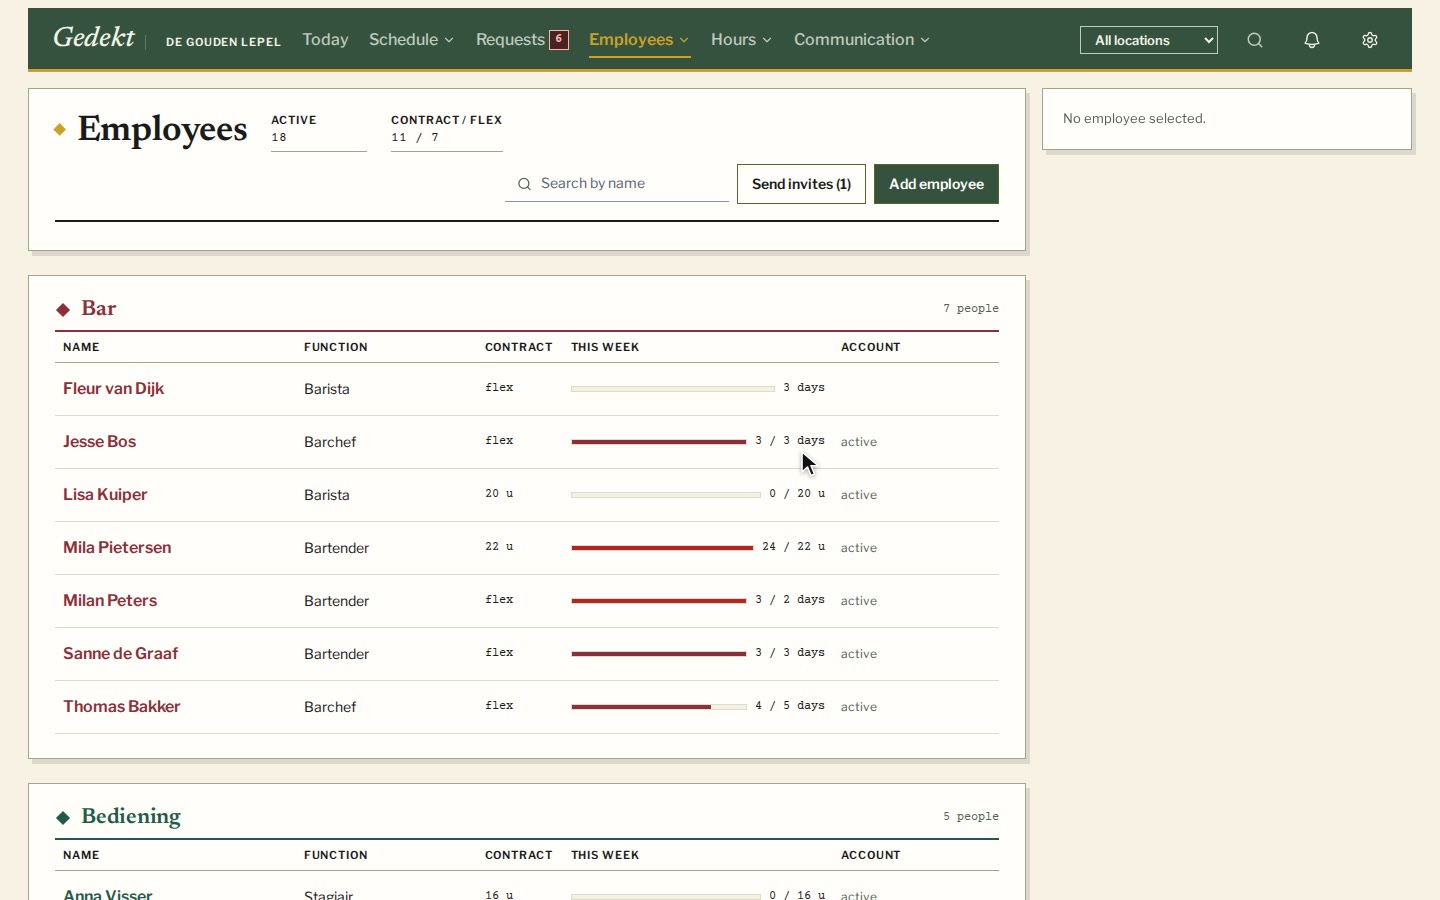 Gedekt DE GOUDEN LEPEL Today Schedule Requests 6 Employees Hours Communication All locations
Employees
ACTIVE
18
CONTRACT / FLEX
11 / 7
Search by name Send invites (1) Add employee
No employee selected.
Bar 7 people
NAME FUNCTION CONTRACT THIS WEEK ACCOUNT
Fleur van Dijk Barista flex 3 days
Jesse Bos Barchef flex 3 / 3 days active
Lisa Kuiper Barista 20 u 0 / 20 u active
Mila Pietersen Bartender 22 u 24 / 22 u active
Milan Peters Bartender flex 3 / 2 days active
Sanne de Graaf Bartender flex 3 / 3 days active
Thomas Bakker Barchef flex 4 / 5 days active
Bediening 5 people
NAME FUNCTION CONTRACT THIS WEEK ACCOUNT
Anna Visser Stagiair 16 u 0 / 16 u active